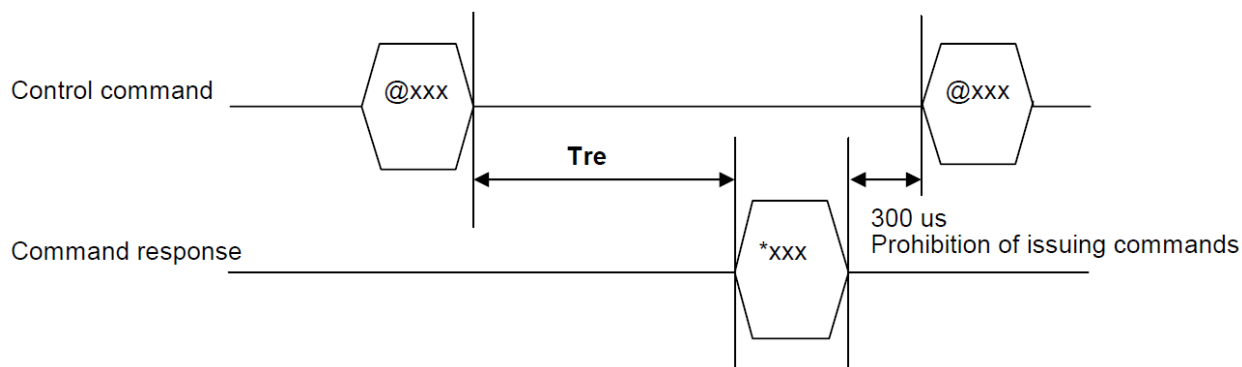 Control command
@xxx
@xxx
Tre
300 us
Prohibition of issuing commands
Command response
*xxx